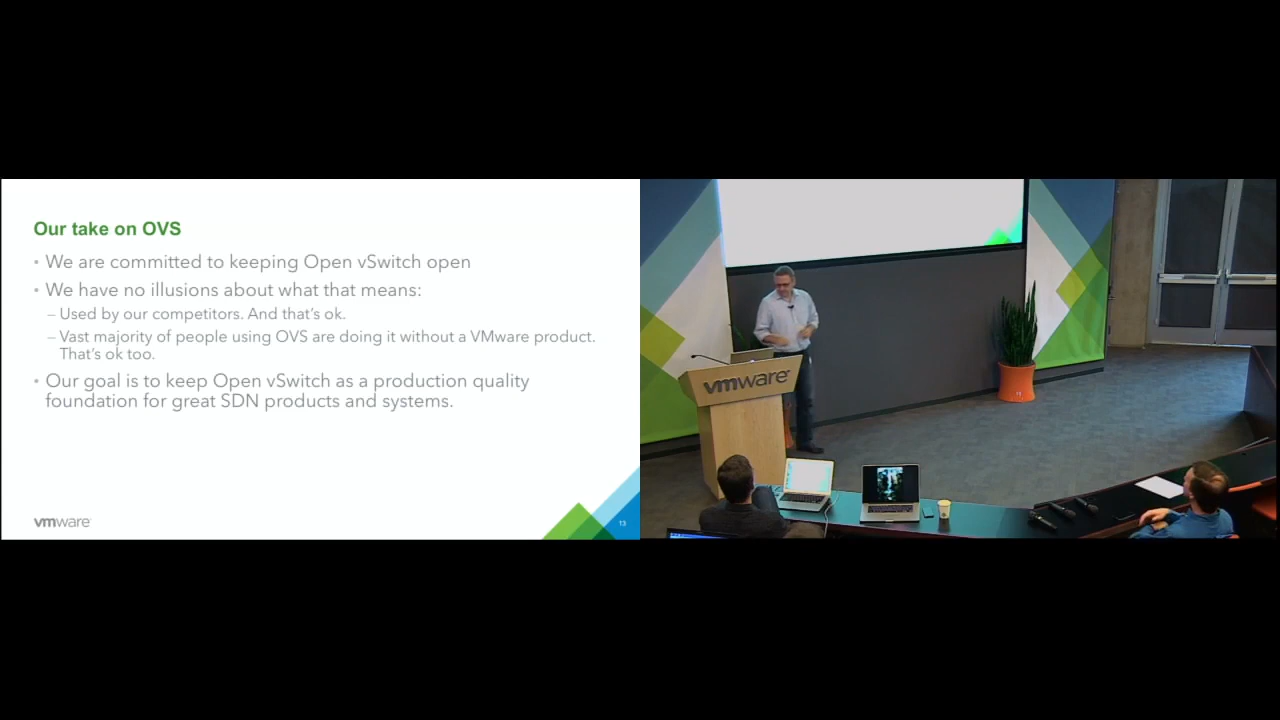 Our take on OVS
• We are committed to keeping Open vSwitch open
• We have no illusions about what that means:
– Used by our competitors. And that's ok.
– Vast majority of people using OVS are doing it without a VMware product.
That's ok too.
• Our goal is to keep Open vSwitch as a production quality
foundation for great SDN products and systems.
vmware
13
vmware